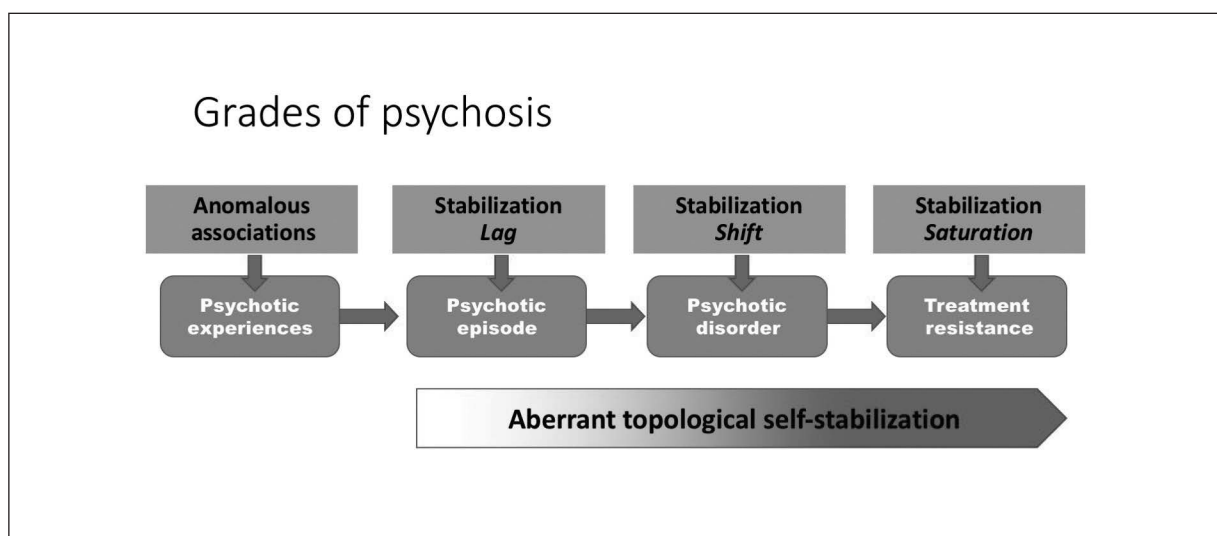 Grades of psychosis
Anomalous
associations
Stabilization
Lag
Stabilization
Shift
Stabilization
Saturation
Psychotic
experiences
Psychotic
episode
Psychotic
disorder
Treatment
resistance
Aberrant topological self-stabilization